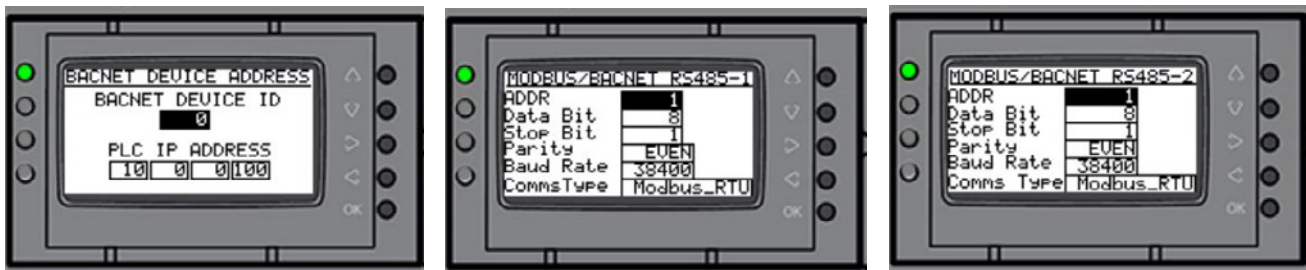 BACNET DEVICE ADDRESS
BACNET DEVICE ID
0
PLC IP ADDRESS
10 0 0 100
OK
MODBUS/BACNET RS485-1
ADDR 1
Data Bit 8
Stop Bit 1
Parity EVEN
Baud Rate 38400
CommsType Modbus_RTU
OK
MODBUS/BACNET RS485-2
ADDR 1
Data Bit 8
Stop Bit 1
Parity EVEN
Baud Rate 38400
Comms Type Modbus_RTU
OK